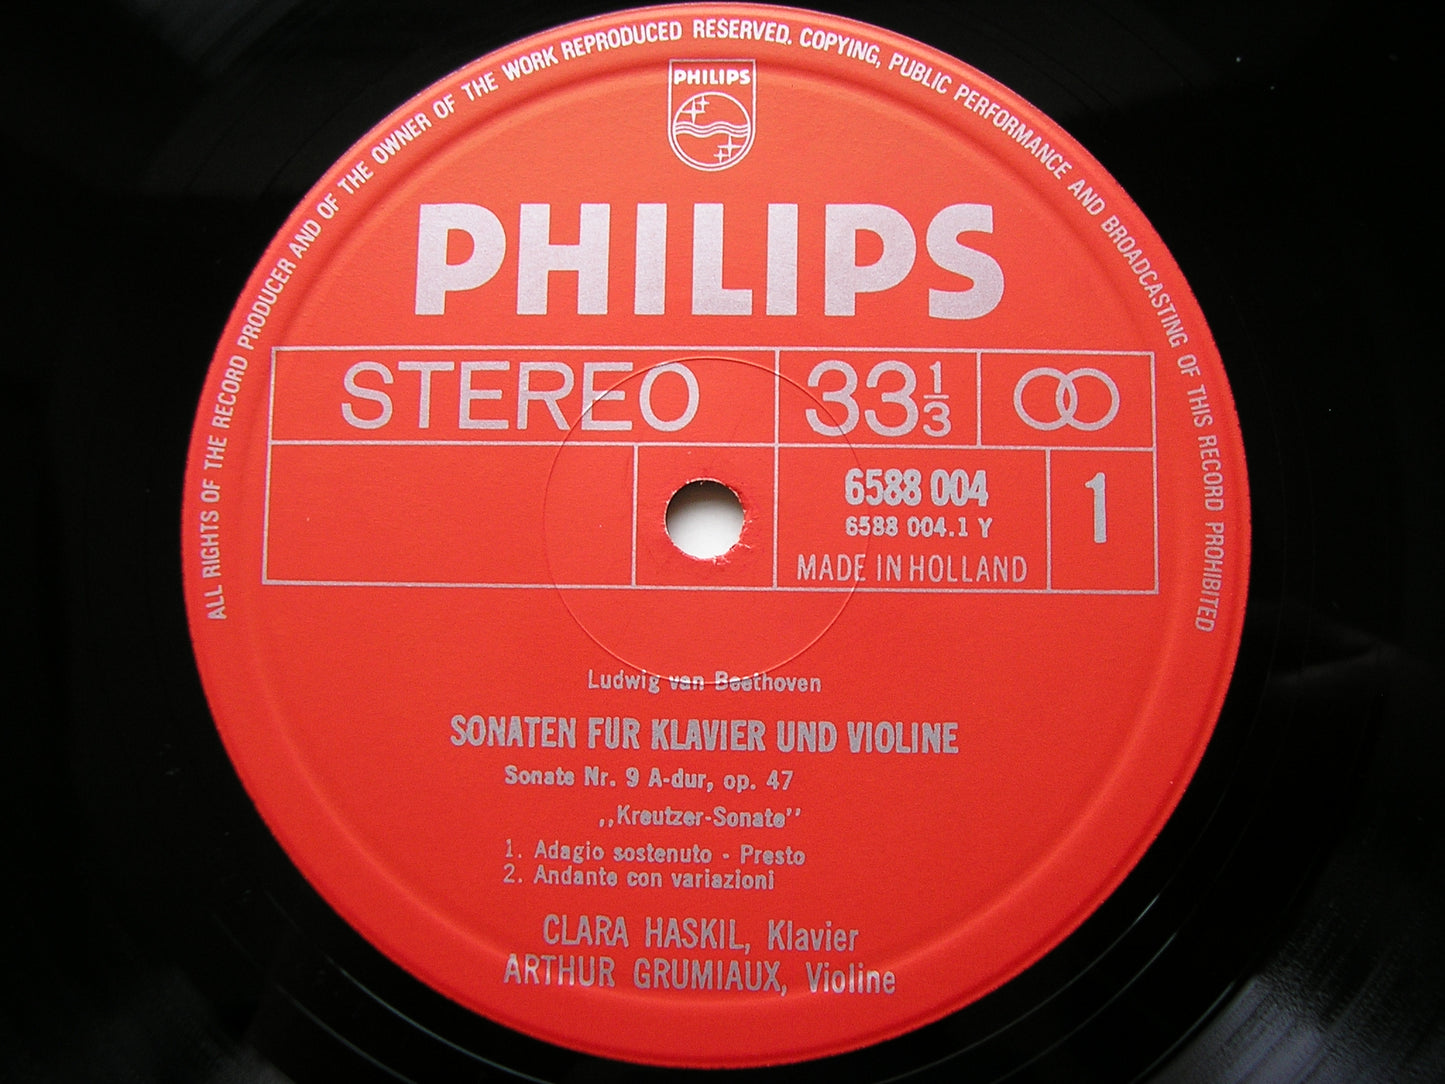 ALL RIGHTS OF THE RECORD PRODUCER AND OF THE OWNER OF THE WORK REPRODUCED RESERVED. COPYING, PUBLIC PERFORMANCE AND BROADCASTING OF THIS RECORD PROHIBITED
PHILIPS
PHILIPS
STEREO 33 1/3
6588 004 1
6588 004.1 Y
MADE IN HOLLAND
Ludwig van Beethoven
SONATEN FÜR KLAVIER UND VIOLINE
Sonate Nr. 9 A-dur, op. 47
„Kreutzer-Sonate”
1. Adagio sostenuto - Presto
2. Andante con variazioni
CLARA HASKIL, Klavier
ARTHUR GRUMIAUX, Violine